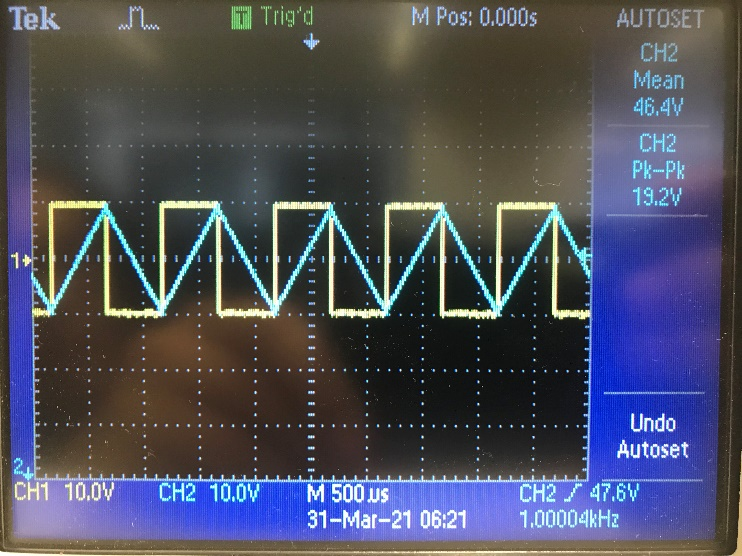 Tek T Trig'd M Pos: 0.000s AUTOSET
CH2
Mean
46.4V
CH2
Pk-Pk
19.2V
1
Undo
Autoset
2
CH1 10.0V CH2 10.0V M 500µs CH2 47.6V
31-Mar-21 06:21 1.00004kHz